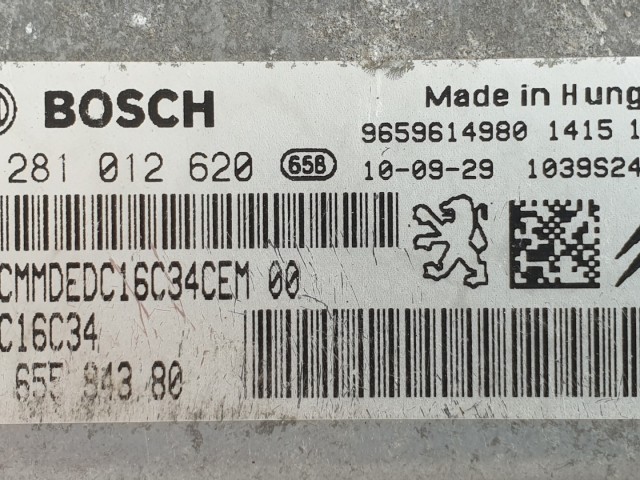 BOSCH
Made in Hung
9659614980 1415 1
281 012 620 658
10-09-29 1039S24
CMMDEDC16C34CEM 00
C16C34
655 843 80